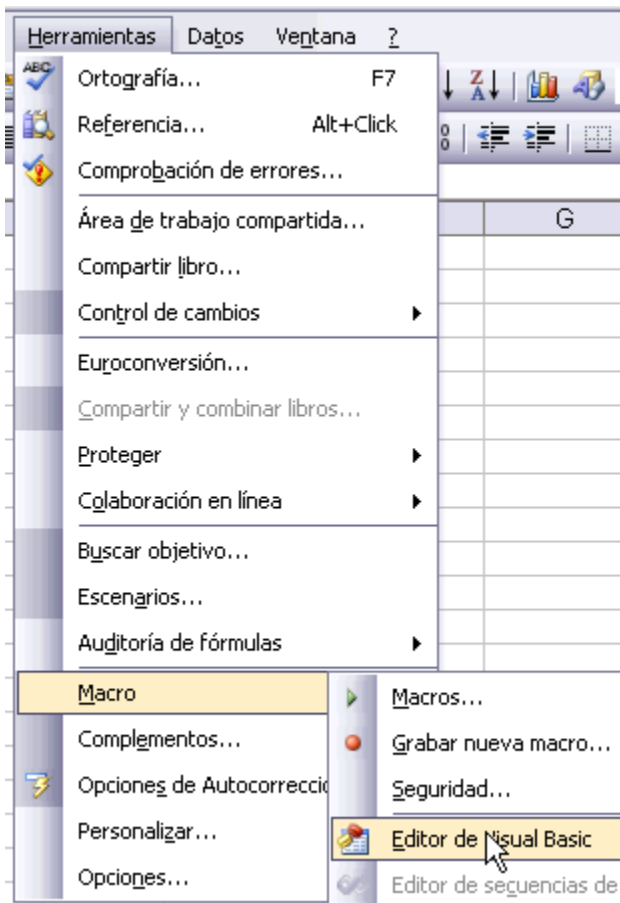 Herramientas Datos Ventana ?
Ortografía... F7
Referencia... Alt+Click
Comprobación de errores...
Área de trabajo compartida...
G
Compartir libro...
Control de cambios
Euroconversión...
Compartir y combinar libros...
Proteger
Colaboración en línea
Buscar objetivo...
Escenarios...
Auditoría de fórmulas
Macro
Macros...
Complementos...
Grabar nueva macro...
Opciones de Autocorrecció
Seguridad...
Personalizar...
Editor de Visual Basic
Opciones...
Editor de secuencias de